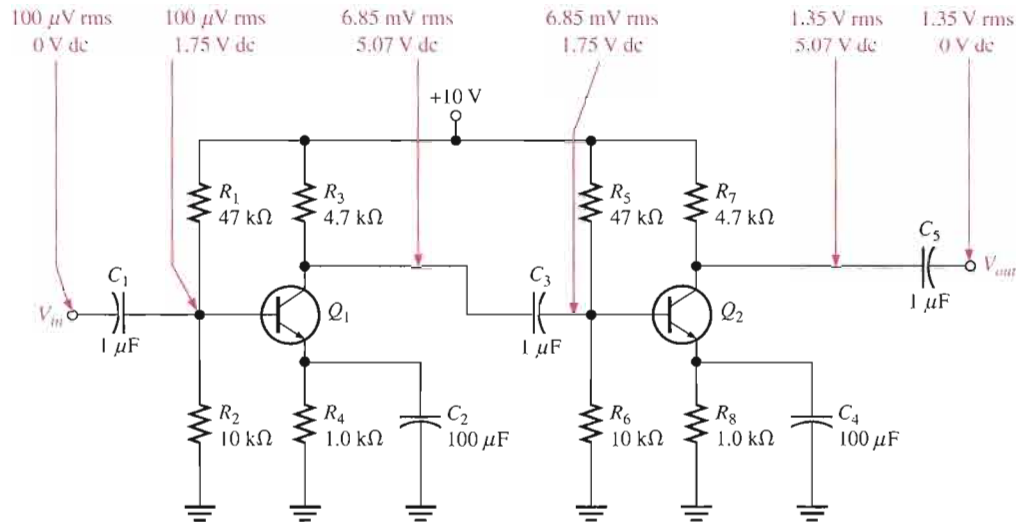 100 μV rms
0 V dc
100 μV rms
1.75 V dc
6.85 mV rms
5.07 V dc
6.85 mV rms
1.75 V dc
1.35 V rms
5.07 V dc
1.35 V rms
0 V dc
+10 V
R1
47 kΩ
R3
4.7 kΩ
R5
47 kΩ
R7
4.7 kΩ
C1
Vin
1 μF
Q1
C3
1 μF
Q2
C5
Vout
1 μF
R2
10 kΩ
R4
1.0 kΩ
C2
100 μF
R6
10 kΩ
R8
1.0 kΩ
C4
100 μF